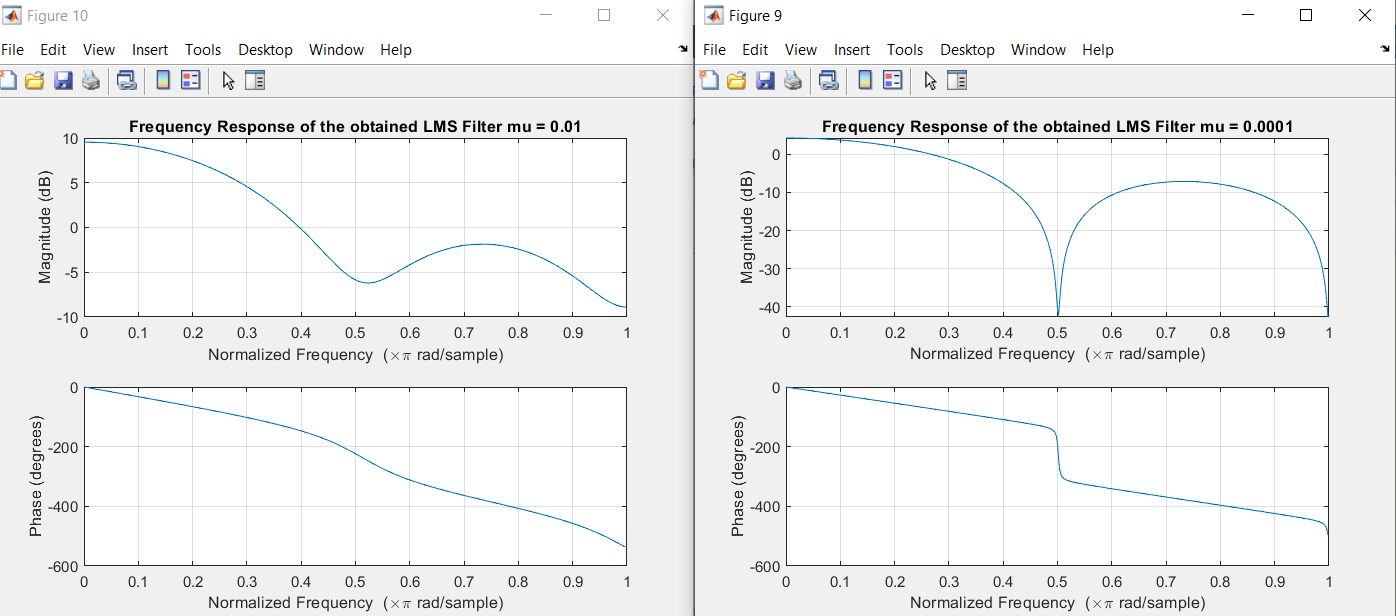 Figure 10
File Edit View Insert Tools Desktop Window Help
Frequency Response of the obtained LMS Filter mu = 0.01
Magnitude (dB)
10
5
0
-5
-10
0 0.1 0.2 0.3 0.4 0.5 0.6 0.7 0.8 0.9 1
Normalized Frequency (×π rad/sample)
Phase (degrees)
0
-200
-400
-600
0 0.1 0.2 0.3 0.4 0.5 0.6 0.7 0.8 0.9 1
Normalized Frequency (×π rad/sample)
Figure 9
File Edit View Insert Tools Desktop Window Help
Frequency Response of the obtained LMS Filter mu = 0.0001
Magnitude (dB)
0
-10
-20
-30
-40
0 0.1 0.2 0.3 0.4 0.5 0.6 0.7 0.8 0.9 1
Normalized Frequency (×π rad/sample)
Phase (degrees)
0
-200
-400
-600
0 0.1 0.2 0.3 0.4 0.5 0.6 0.7 0.8 0.9 1
Normalized Frequency (×π rad/sample)